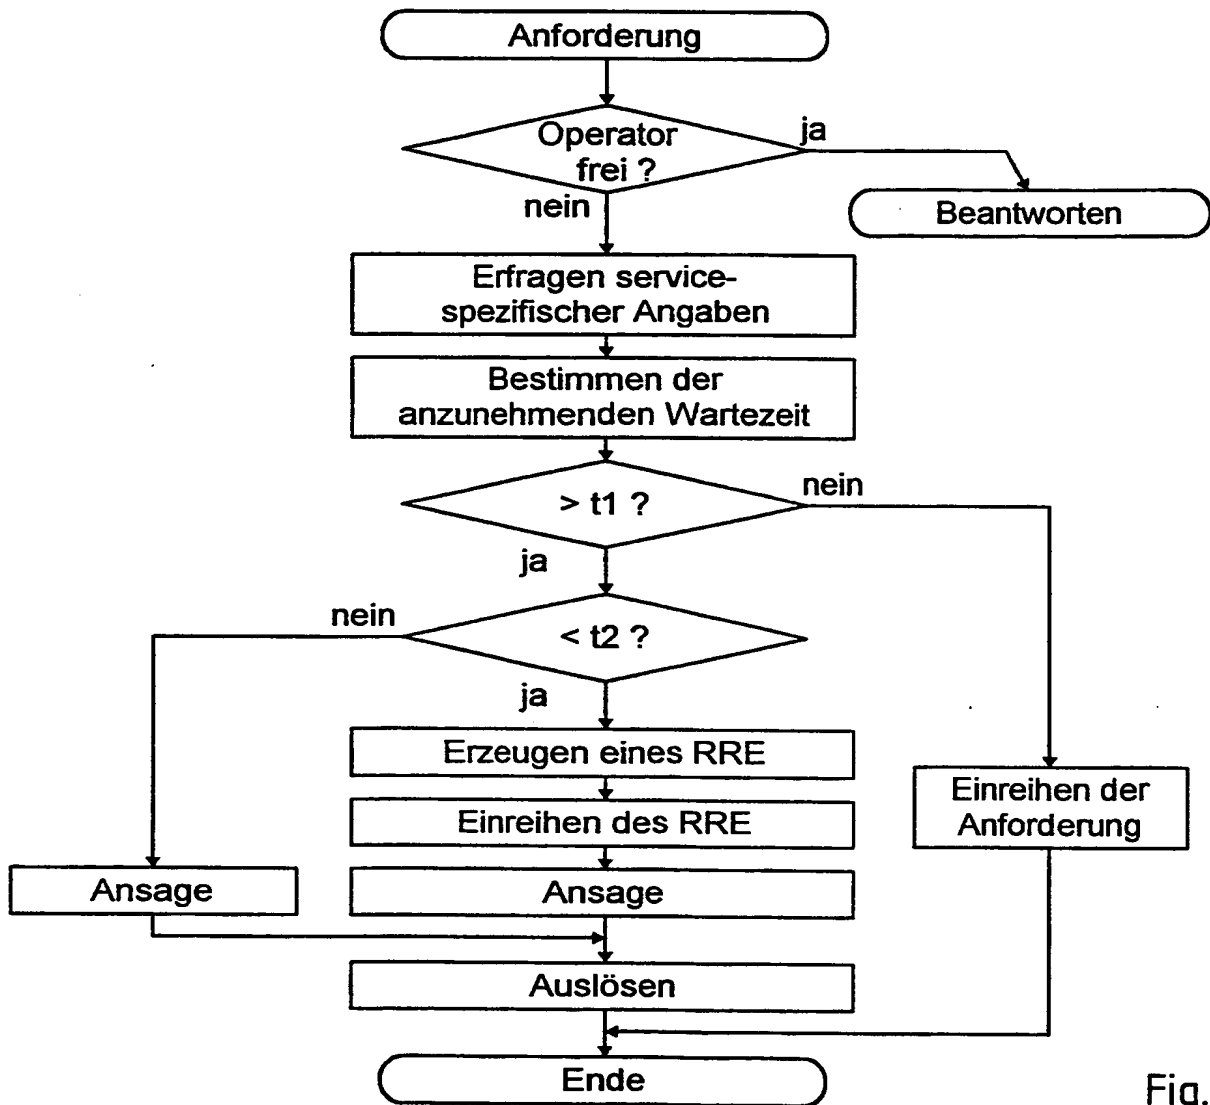 Anforderung
Operator
frei ?
ja
nein
Beantworten
Erfragen service-
spezifischer Angaben
Bestimmen der
anzunehmenden Wartezeit
> t1 ?
nein
ja
nein
< t2 ?
ja
Erzeugen eines RRE
Einreihen des RRE
Einreihen der
Anforderung
Ansage
Ansage
Auslösen
Ende
Fig.